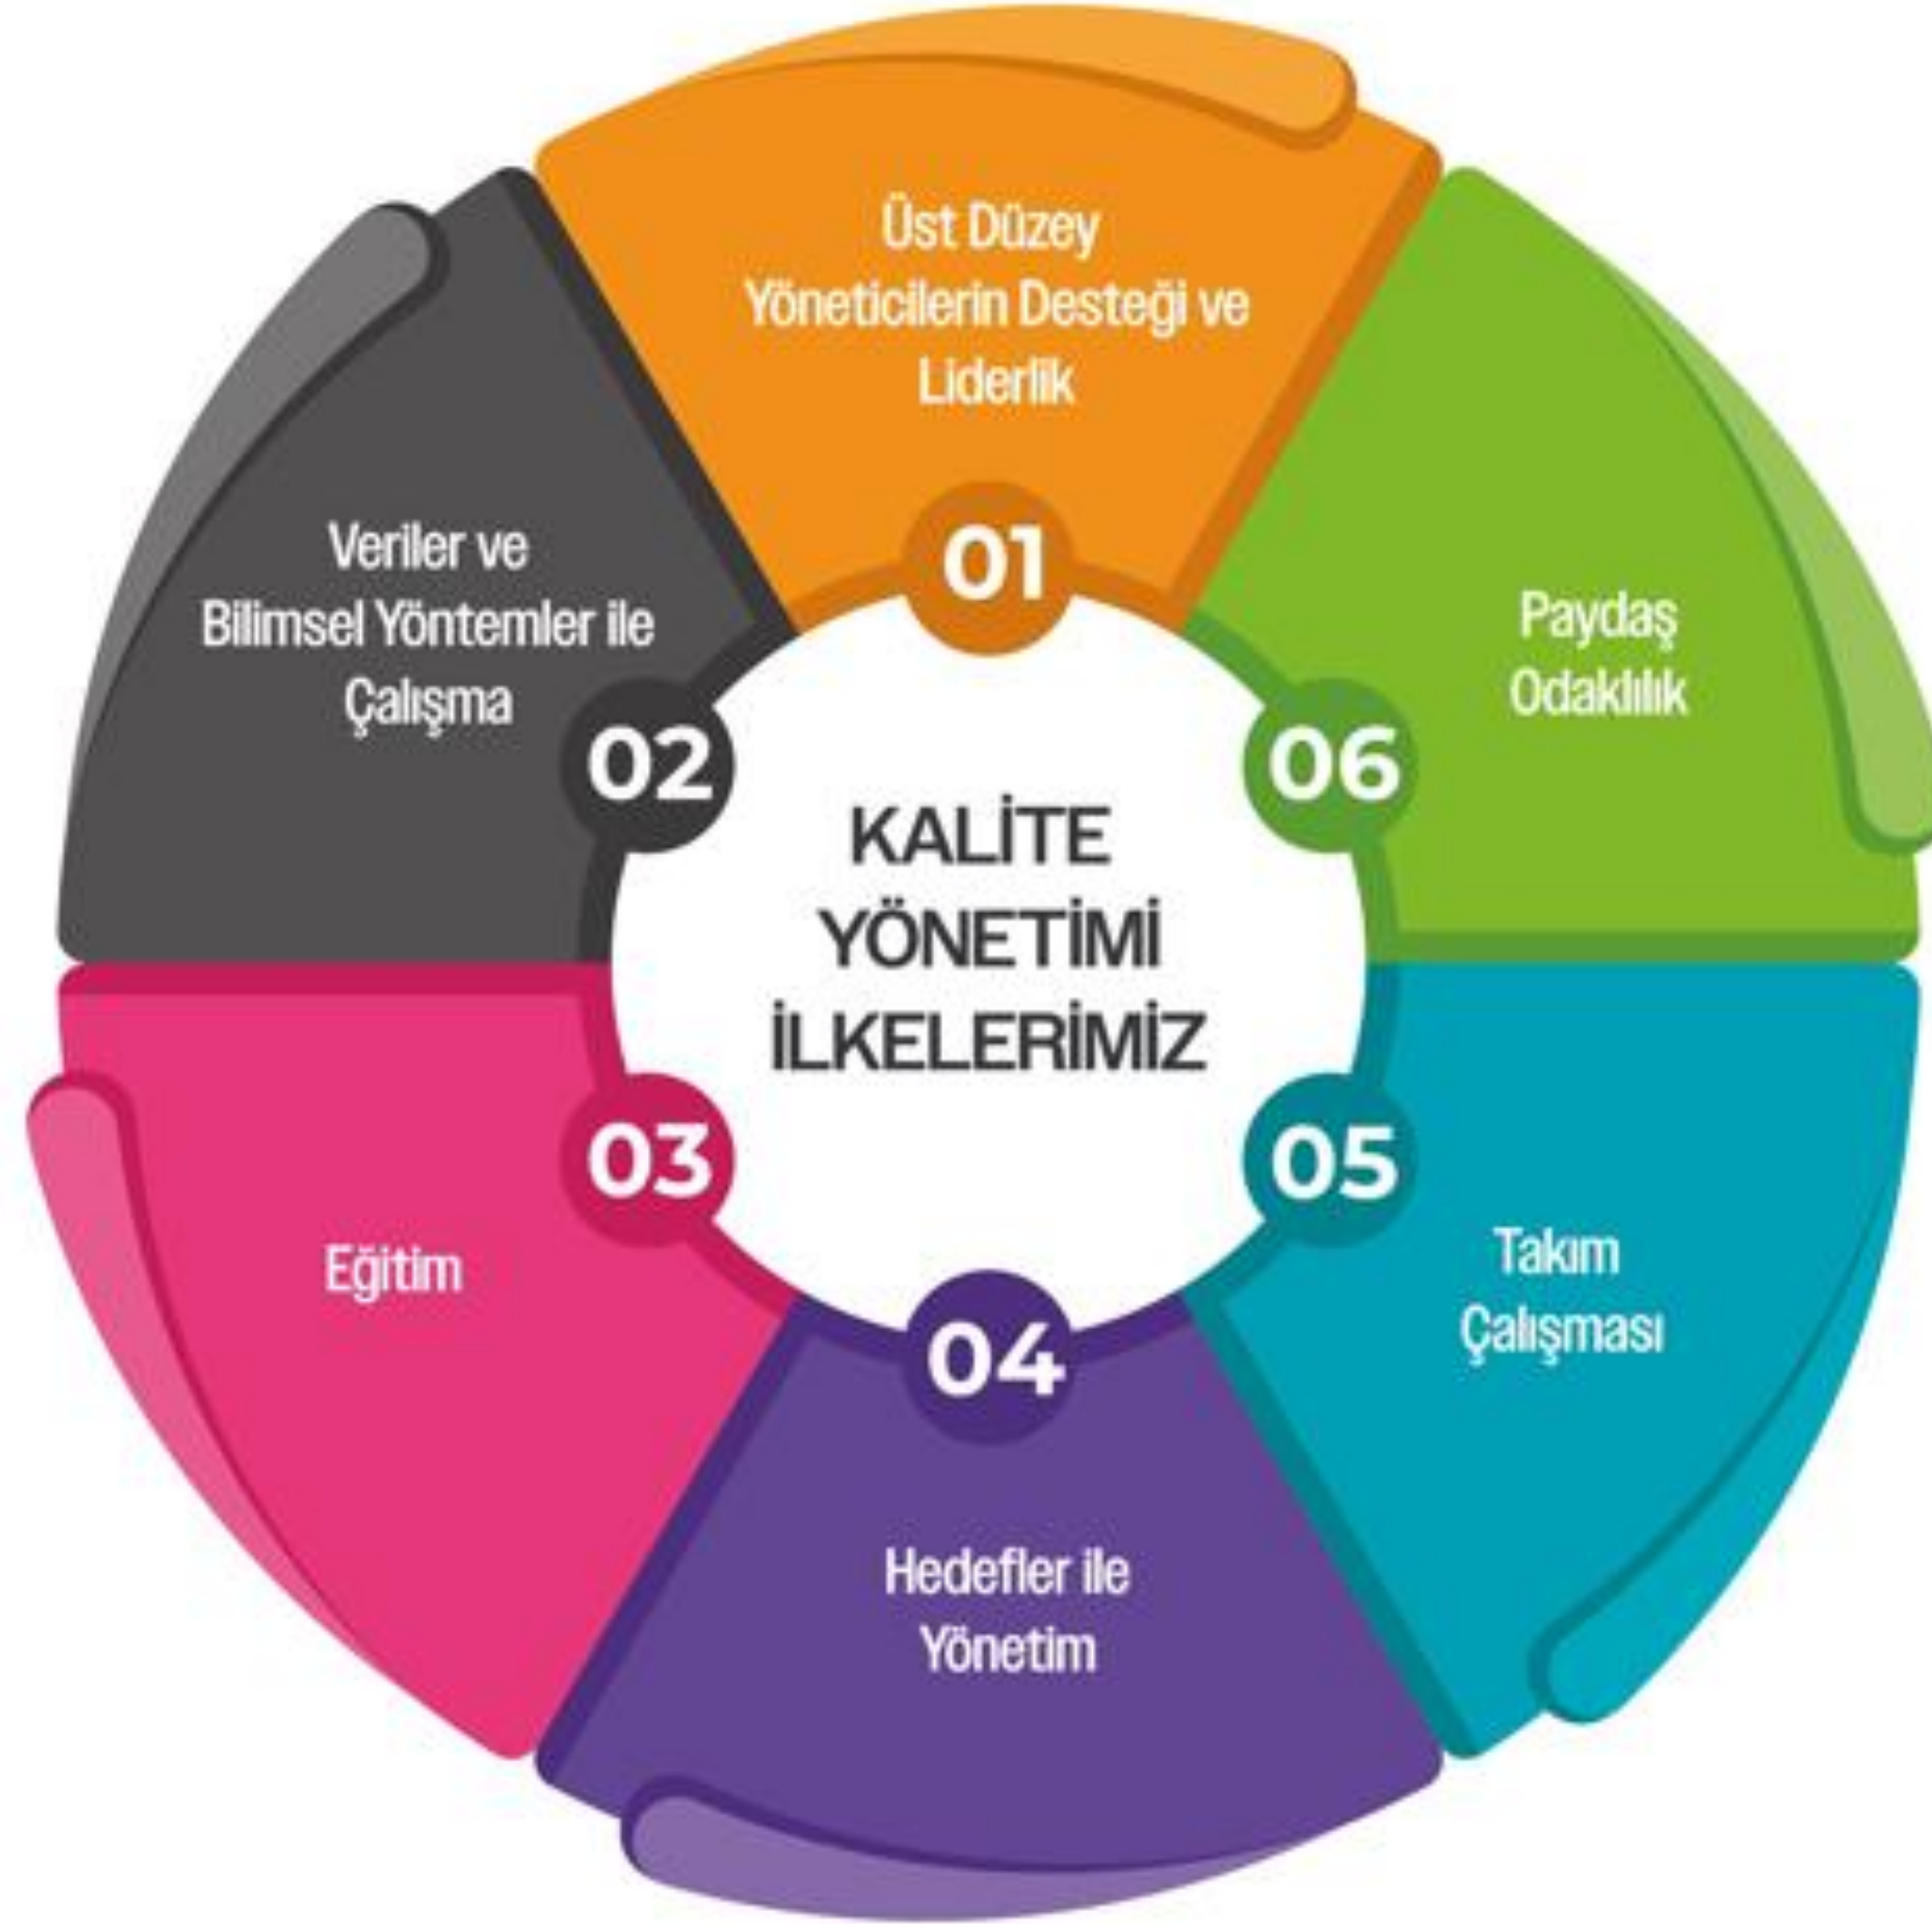 Üst Düzey
Yöneticilerin Desteği ve
Liderlik
01
Veriler ve
Bilimsel Yöntemler ile
Çalışma
02
Eğitim
03
Hedefler ile
Yönetim
04
Takım
Çalışması
05
Paydaş
Odaklılık
06
KALİTE
YÖNETİMİ
İLKELERİMİZ